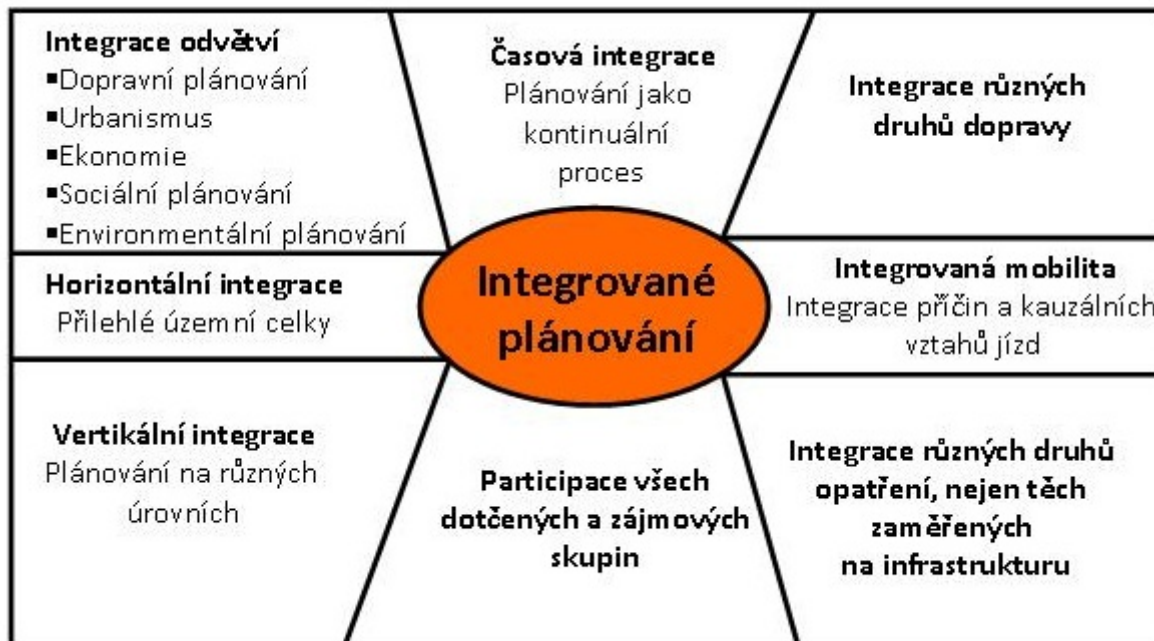 Integrace odvětví
▪Dopravní plánování
▪Urbanismus
▪Ekonomie
▪Sociální plánování
▪Environmentální plánování
Časová integrace
Plánování jako
kontinuální
proces
Integrace různých
druhů dopravy
Horizontální integrace
Přilehlé územní celky
Integrované
plánování
Integrovaná mobilita
Integrace příčin a kauzálních
vztahů jízd
Vertikální integrace
Plánování na různých
úrovních
Participace všech
dotčených a zájmových
skupin
Integrace různých druhů
opatření, nejen těch
zaměřených
na infrastrukturu